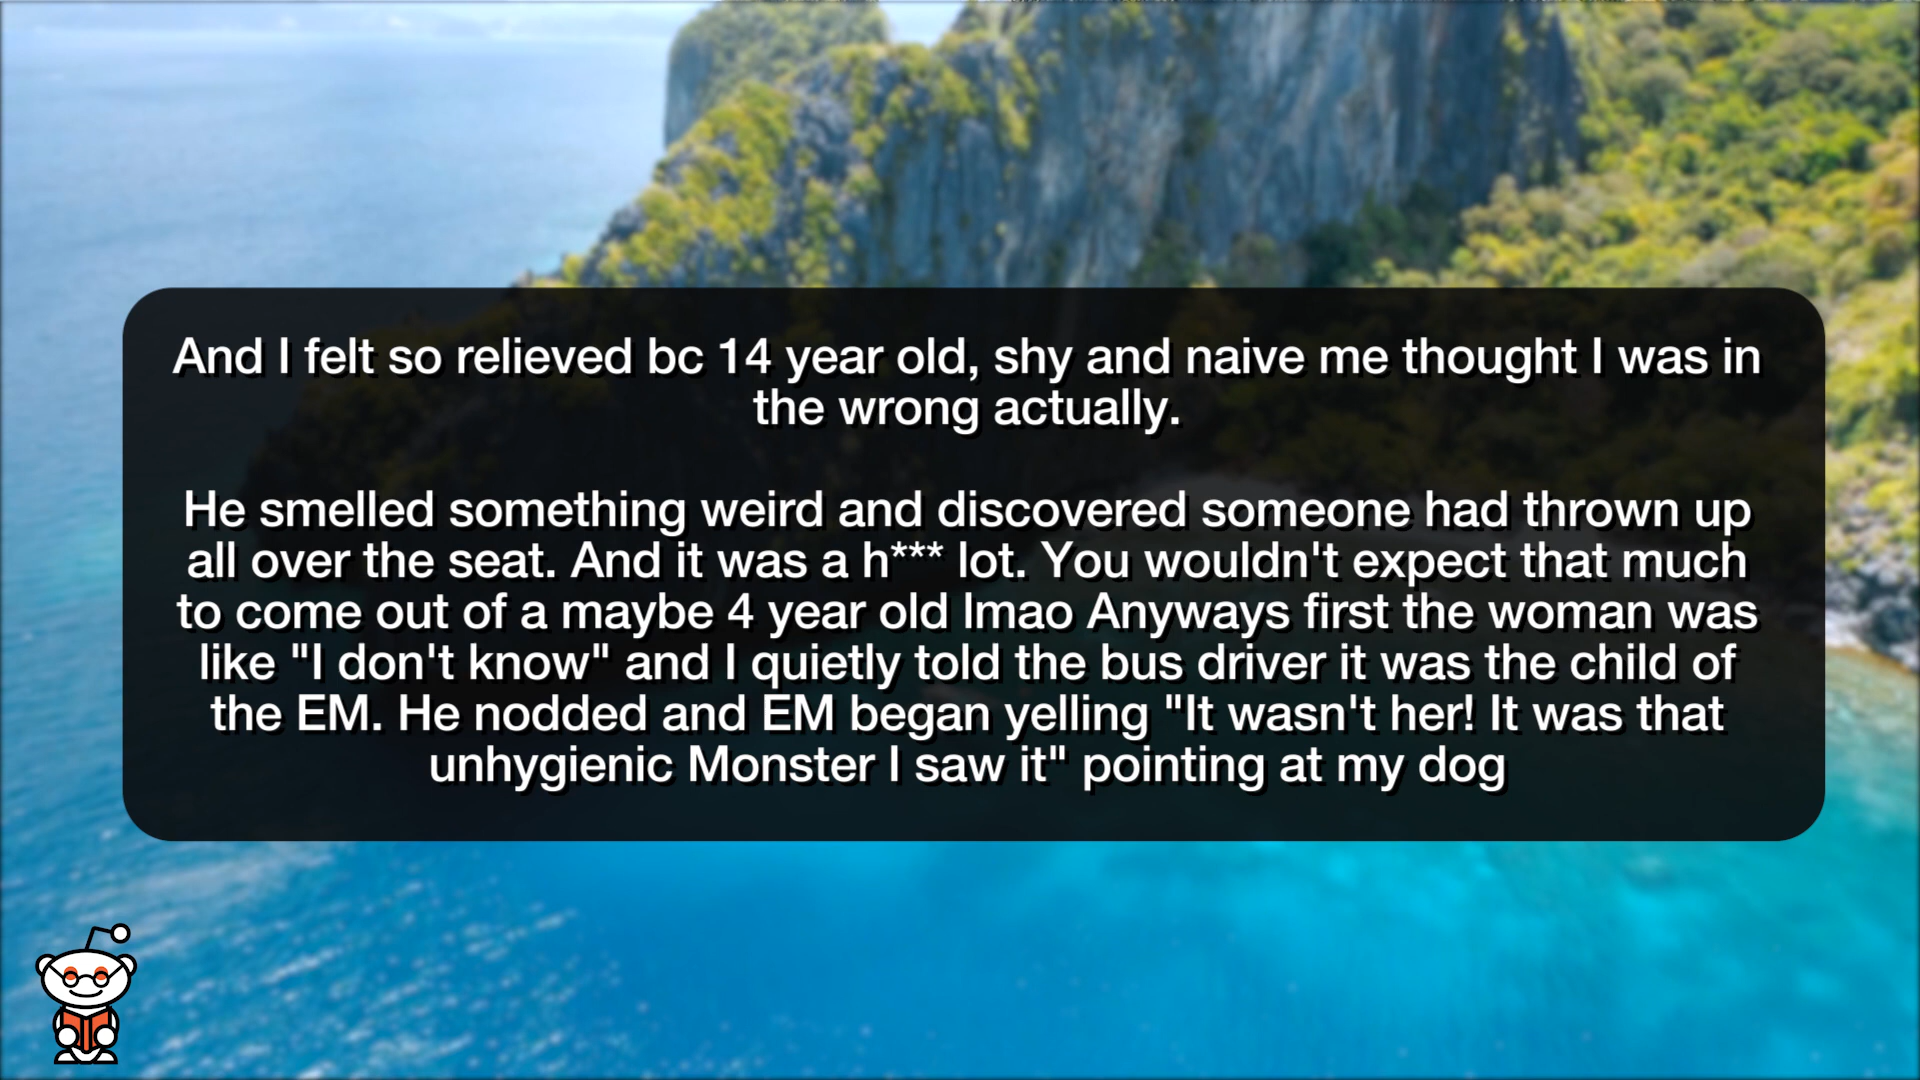 And I felt so relieved bc 14 year old, shy and naive me thought I was in
the wrong actually.
He smelled something weird and discovered someone had thrown up
all over the seat. And it was a h*** lot. You wouldn't expect that much
to come out of a maybe 4 year old lmao Anyways first the woman was
like "I don't know" and I quietly told the bus driver it was the child of
the EM. He nodded and EM began yelling "It wasn't her! It was that
unhygienic Monster I saw it" pointing at my dog